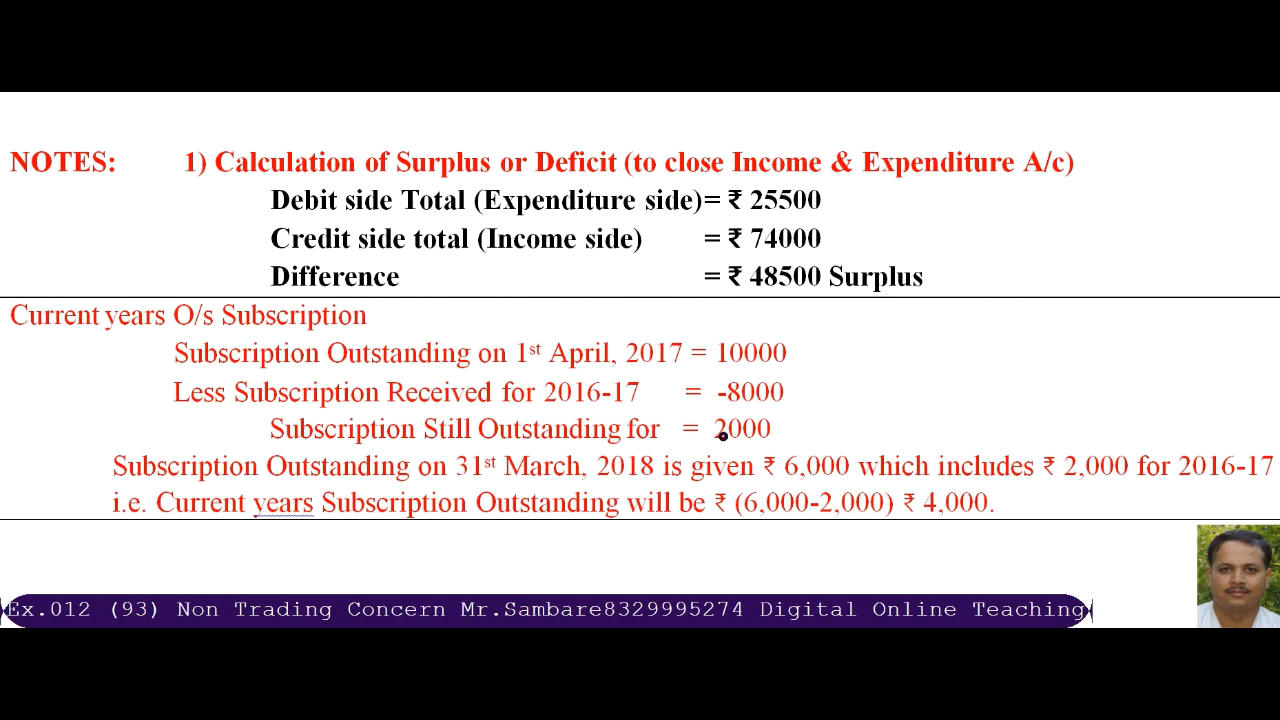 NOTES: 1) Calculation of Surplus or Deficit (to close Income & Expenditure A/c)
Debit side Total (Expenditure side)= ₹ 25500
Credit side total (Income side) = ₹ 74000
Difference = ₹ 48500 Surplus
Current years O/s Subscription
Subscription Outstanding on 1st April, 2017 = 10000
Less Subscription Received for 2016-17 = -8000
Subscription Still Outstanding for = 2000
Subscription Outstanding on 31st March, 2018 is given ₹ 6,000 which includes ₹ 2,000 for 2016-17
i.e. Current years Subscription Outstanding will be ₹ (6,000-2,000) ₹ 4,000.
Ex.012 (93) Non Trading Concern Mr.Sambare8329995274 Digital Online Teaching